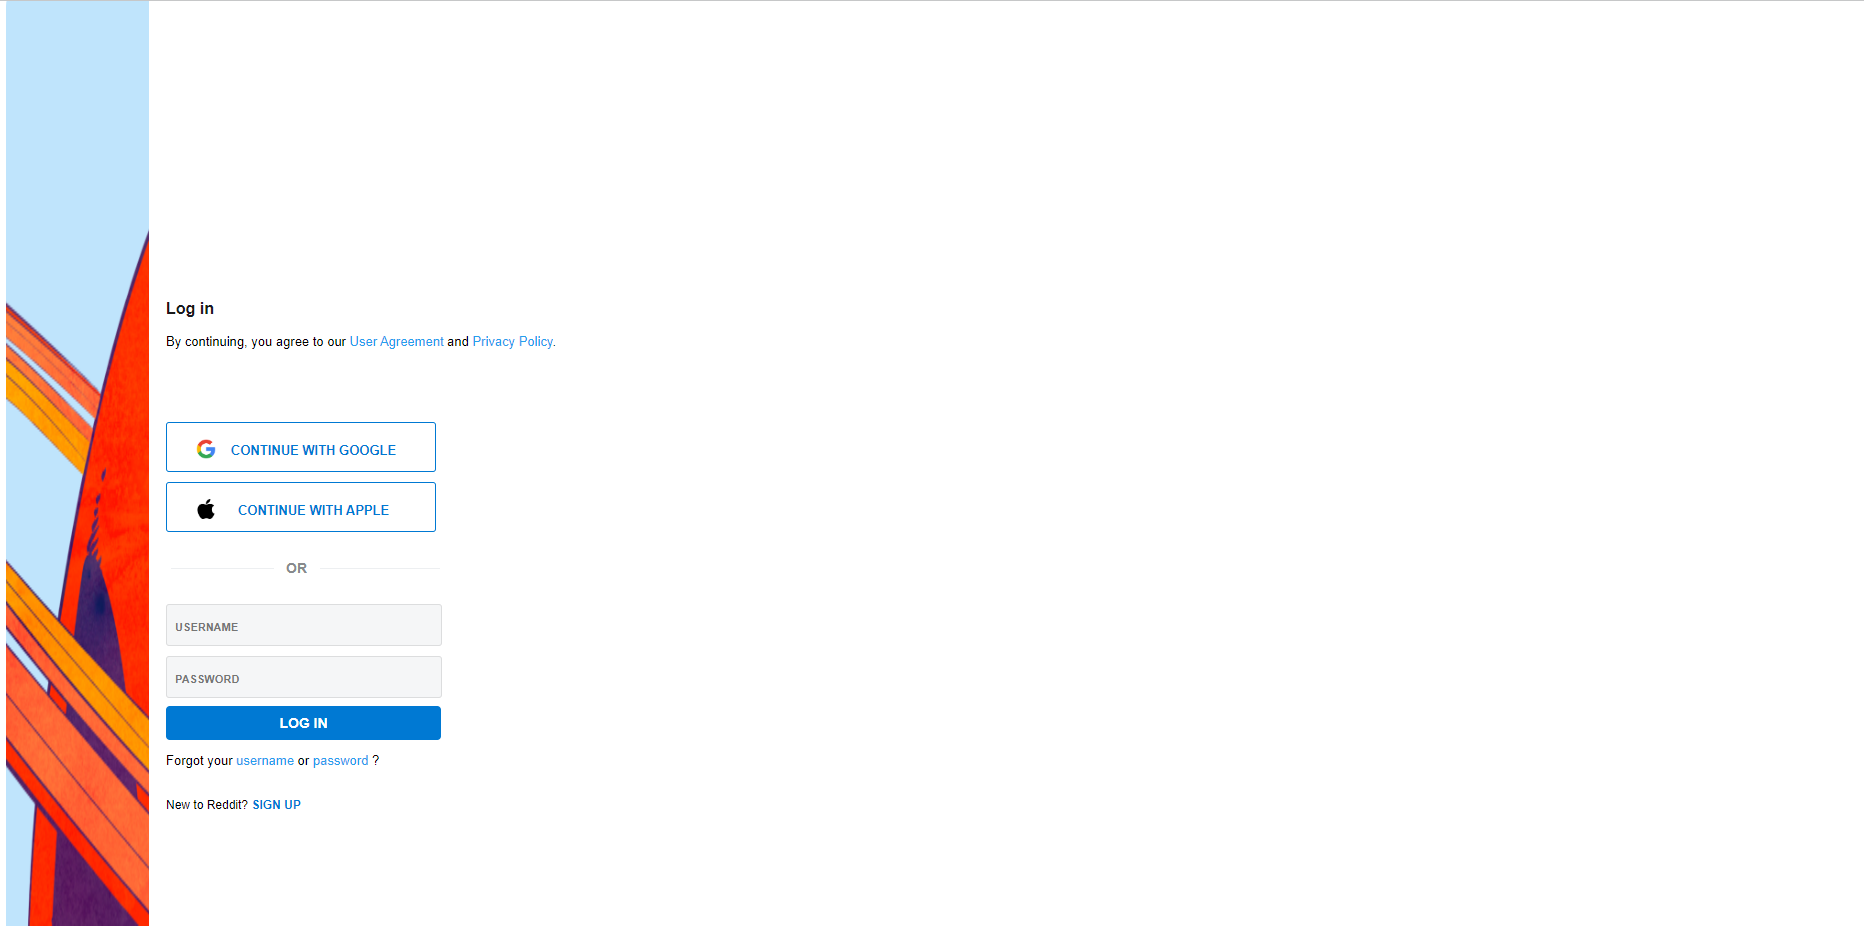 Log in
By continuing, you agree to our User Agreement and Privacy Policy.
CONTINUE WITH GOOGLE
CONTINUE WITH APPLE
OR
USERNAME
PASSWORD
LOG IN
Forgot your username or password ?
New to Reddit? SIGN UP